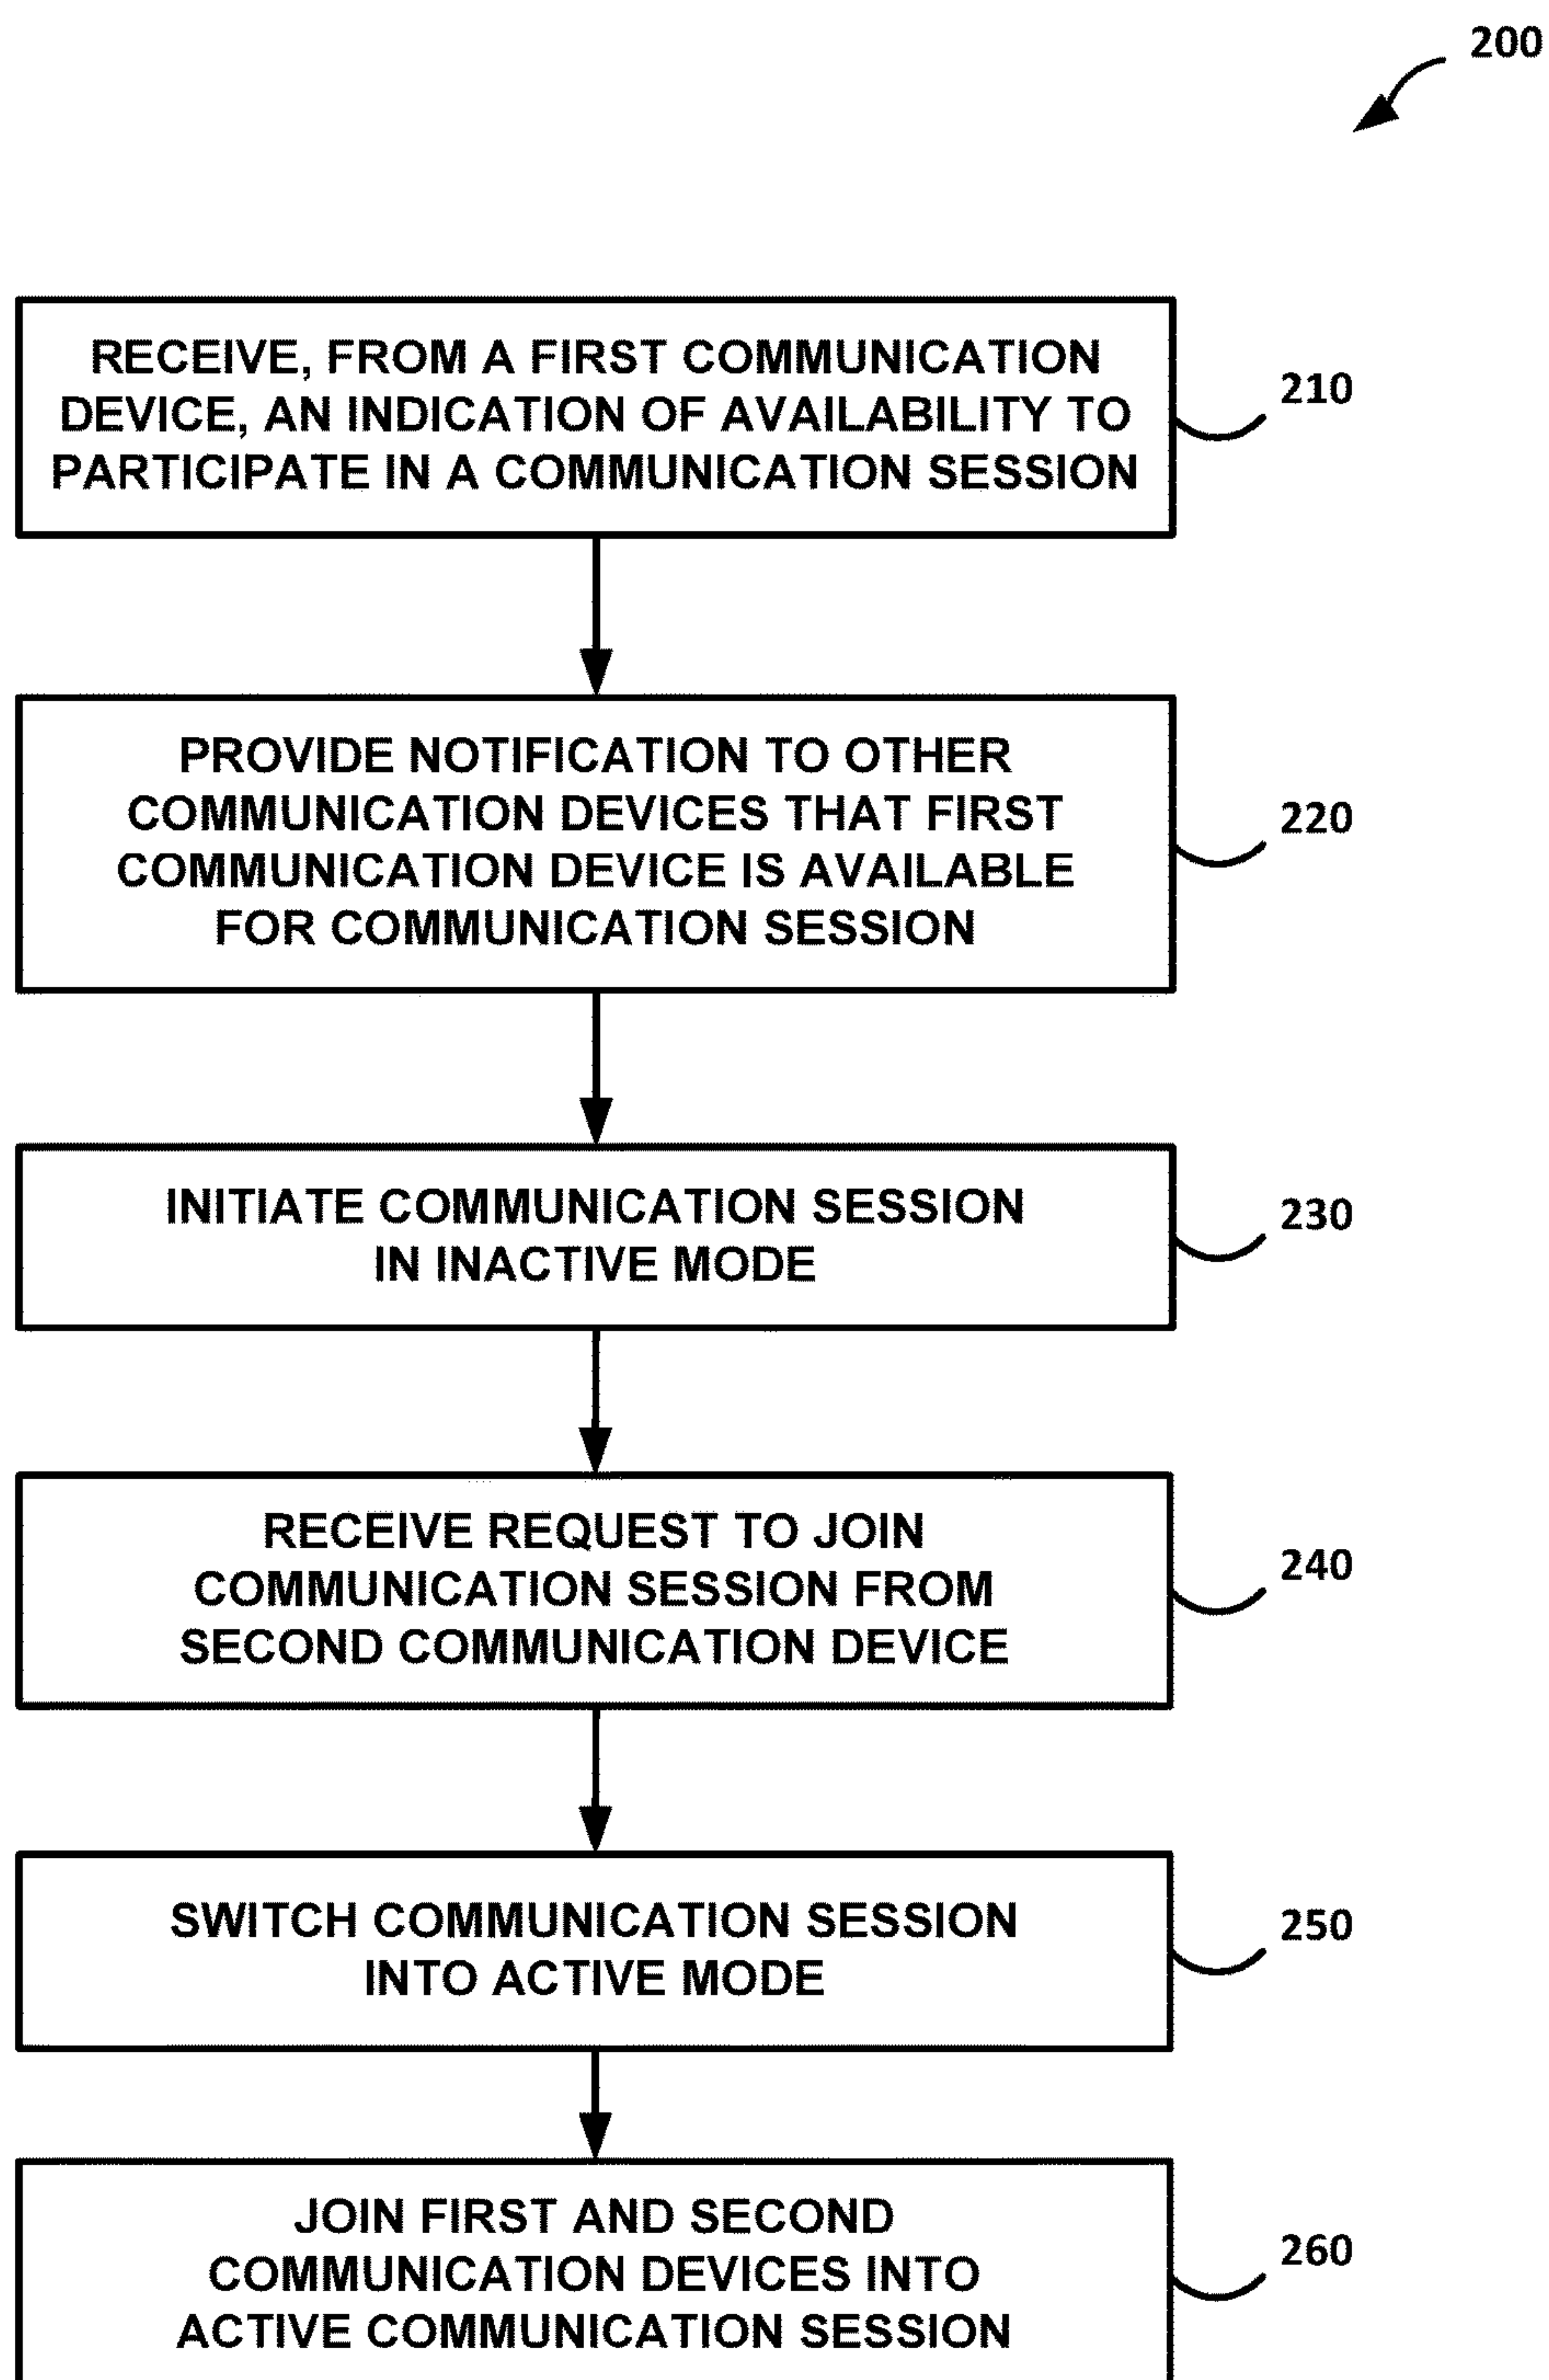 200
RECEIVE, FROM A FIRST COMMUNICATION
DEVICE, AN INDICATION OF AVAILABILITY TO
PARTICIPATE IN A COMMUNICATION SESSION
210
PROVIDE NOTIFICATION TO OTHER
COMMUNICATION DEVICES THAT FIRST
COMMUNICATION DEVICE IS AVAILABLE
FOR COMMUNICATION SESSION
220
INITIATE COMMUNICATION SESSION
IN INACTIVE MODE
230
RECEIVE REQUEST TO JOIN
COMMUNICATION SESSION FROM
SECOND COMMUNICATION DEVICE
240
SWITCH COMMUNICATION SESSION
INTO ACTIVE MODE
250
JOIN FIRST AND SECOND
COMMUNICATION DEVICES INTO
ACTIVE COMMUNICATION SESSION
260